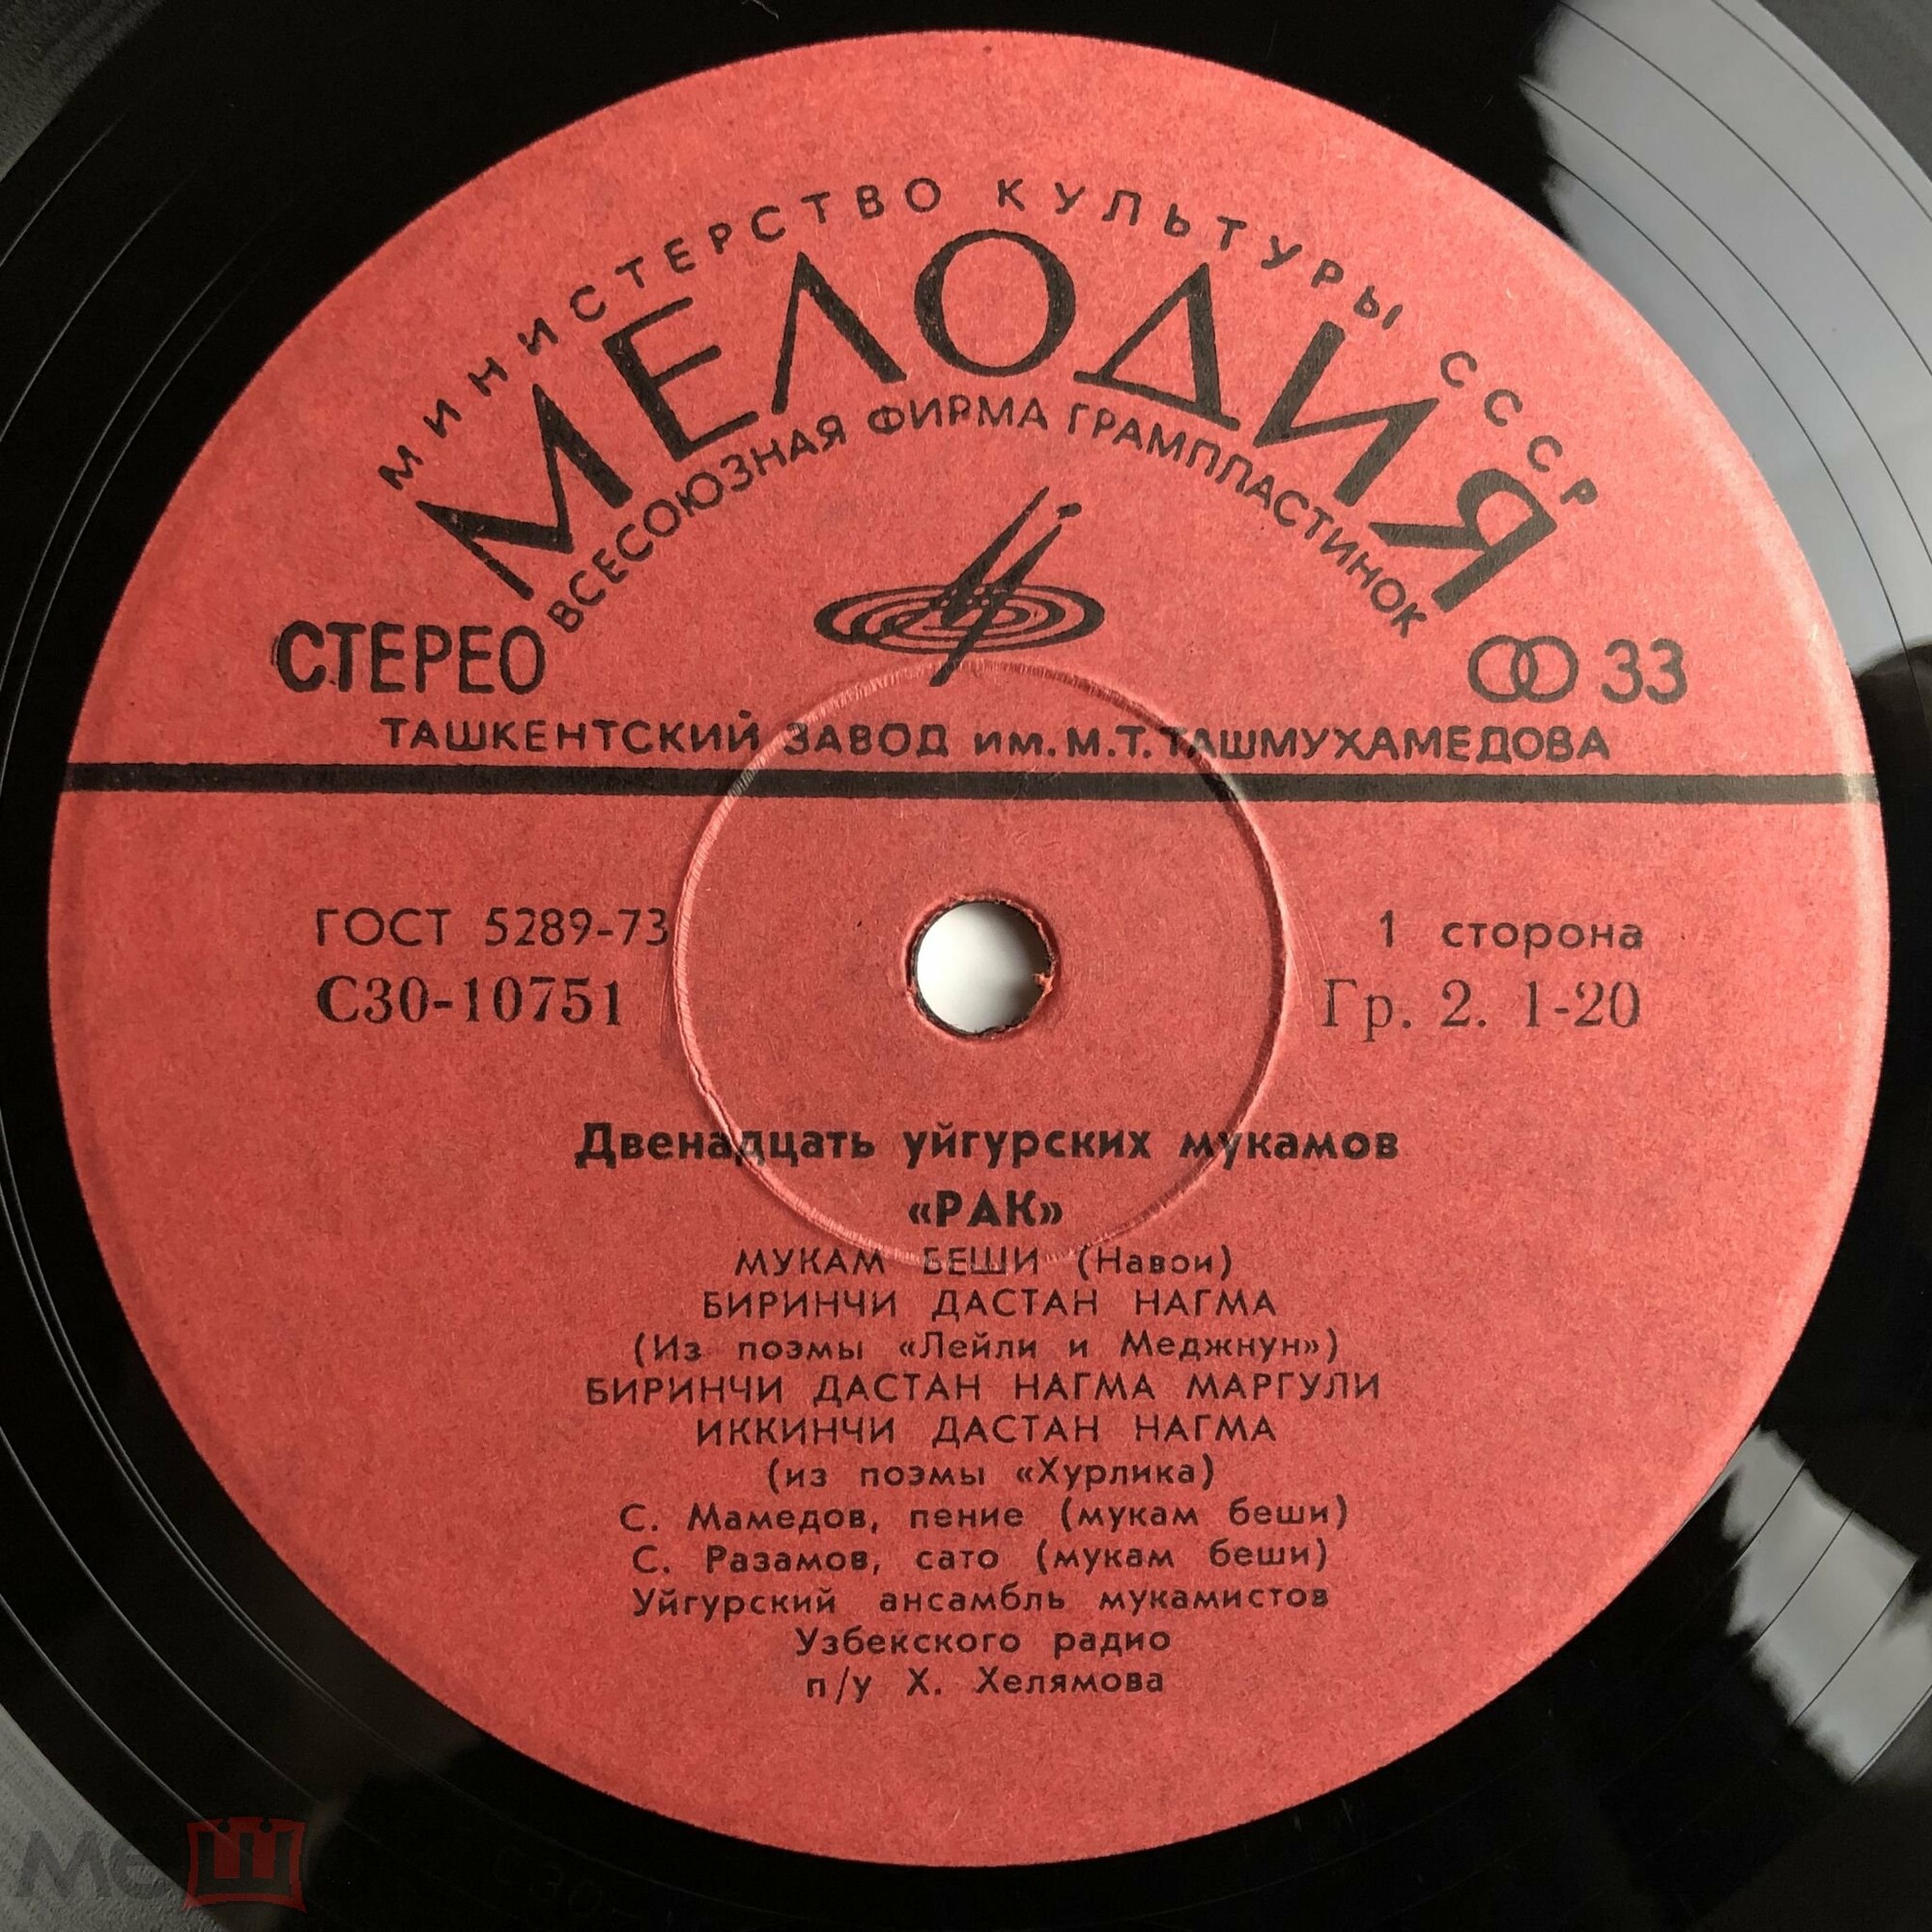 МИНИСТЕРСТВО КУЛЬТУРЫ СССР
МЕЛОДИЯ
ВСЕСОЮЗНАЯ ФИРМА ГРАМПЛАСТИНОК
СТЕРЕО
33
ТАШКЕНТСКИЙ ЗАВОД им. М. Т. ТАШМУХАМЕДОВА
ГОСТ 5289-73
1 сторона
С30-10751
Гр. 2. 1-20
Двенадцать уйгурских мукамов
«РАК»
МУКАМ БЕШИ (Навои)
БИРИНЧИ ДАСТАН НАГМА
(Из поэмы «Лейли и Меджнун»)
БИРИНЧИ ДАСТАН НАГМА МАРГУЛИ
ИККИНЧИ ДАСТАН НАГМА
(из поэмы «Хурлика)
С. Мамедов, пение (мукам беши)
С. Разамов, сато (мукам беши)
Уйгурский ансамбль мукамистов
Узбекского радио
п/у Х. Хелямова